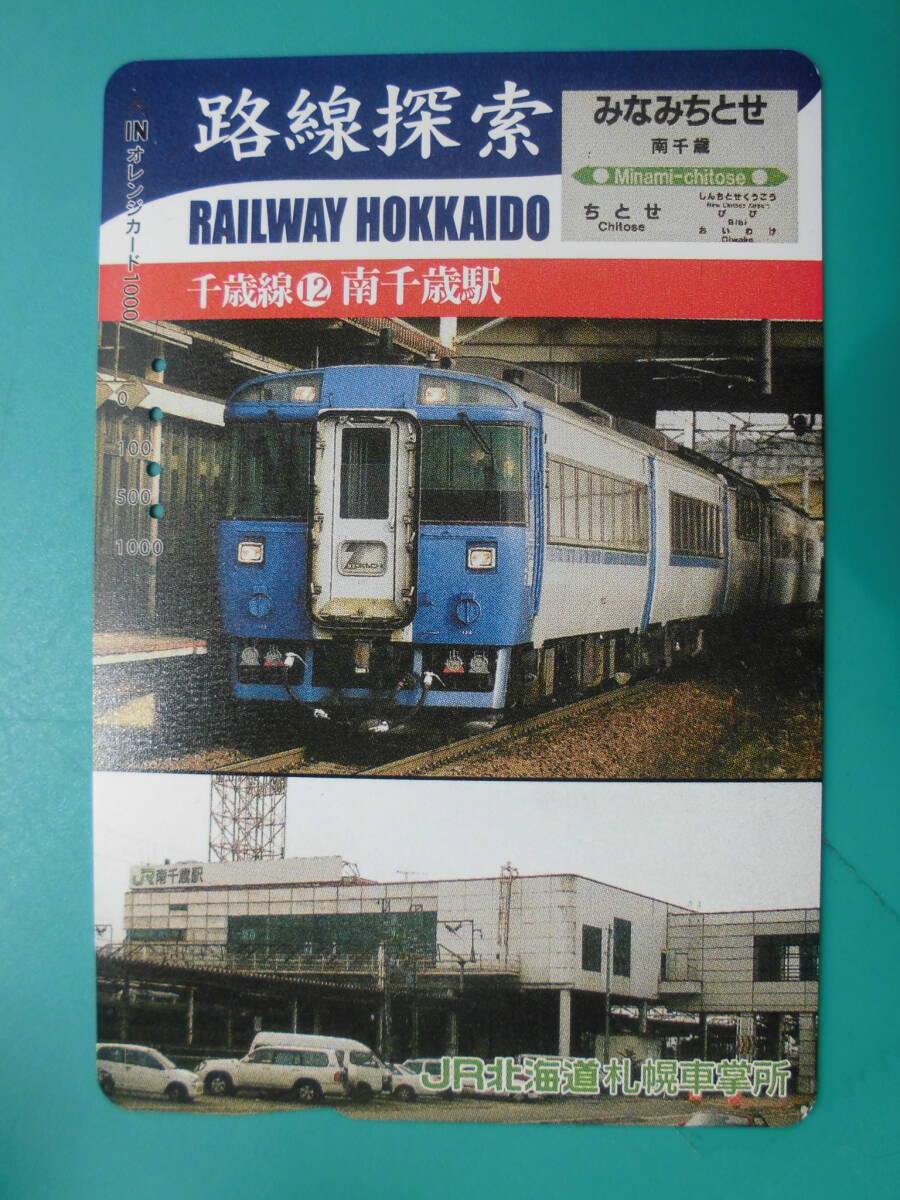 路線探索
RAILWAY HOKKAIDO
みなみちとせ
南千歳
Minami-chitose
ちとせ
Chitose
しんちとせくうこう
New Chitose Airport
びび
Bibi
おいわけ
Oiwake
千歳線⑫南千歳駅
IN オレンジカード1000
0
100
500
1000
JR南千歳駅
JR北海道札幌車掌所